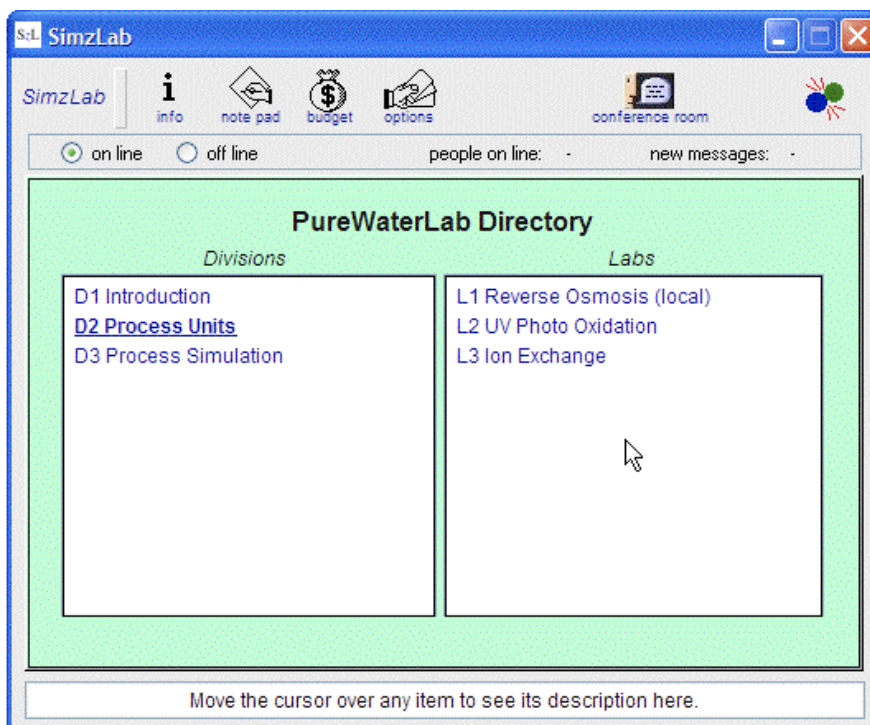 SzL SimzLab
SimzLab
info note pad budget options conference room
on line off line people on line: - new messages: -
PureWaterLab Directory
Divisions Labs
D1 Introduction
D2 Process Units
D3 Process Simulation
L1 Reverse Osmosis (local)
L2 UV Photo Oxidation
L3 Ion Exchange
Move the cursor over any item to see its description here.